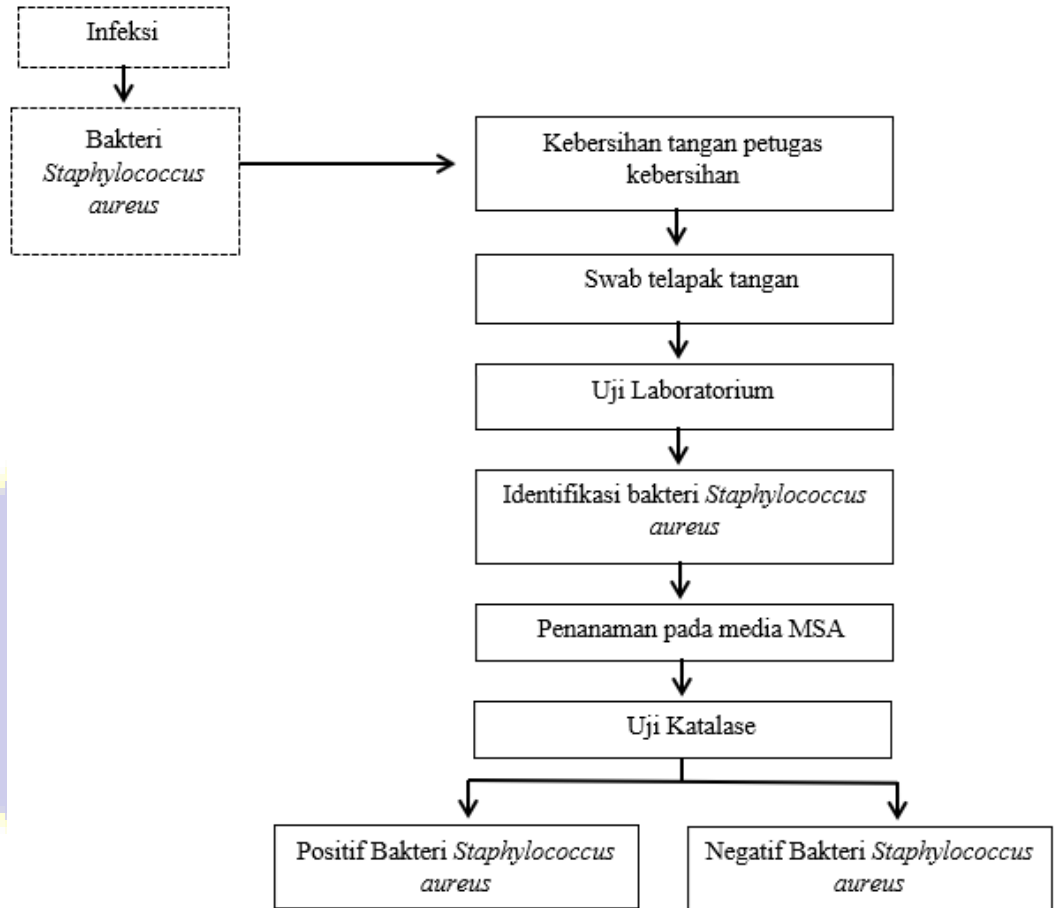 Infeksi
Bakteri
Staphylococcus
aureus
Kebersihan tangan petugas
kebersihan
Swab telapak tangan
Uji Laboratorium
Identifikasi bakteri Staphylococcus
aureus
Penanaman pada media MSA
Uji Katalase
Positif Bakteri Staphylococcus
aureus
Negatif Bakteri Staphylococcus
aureus